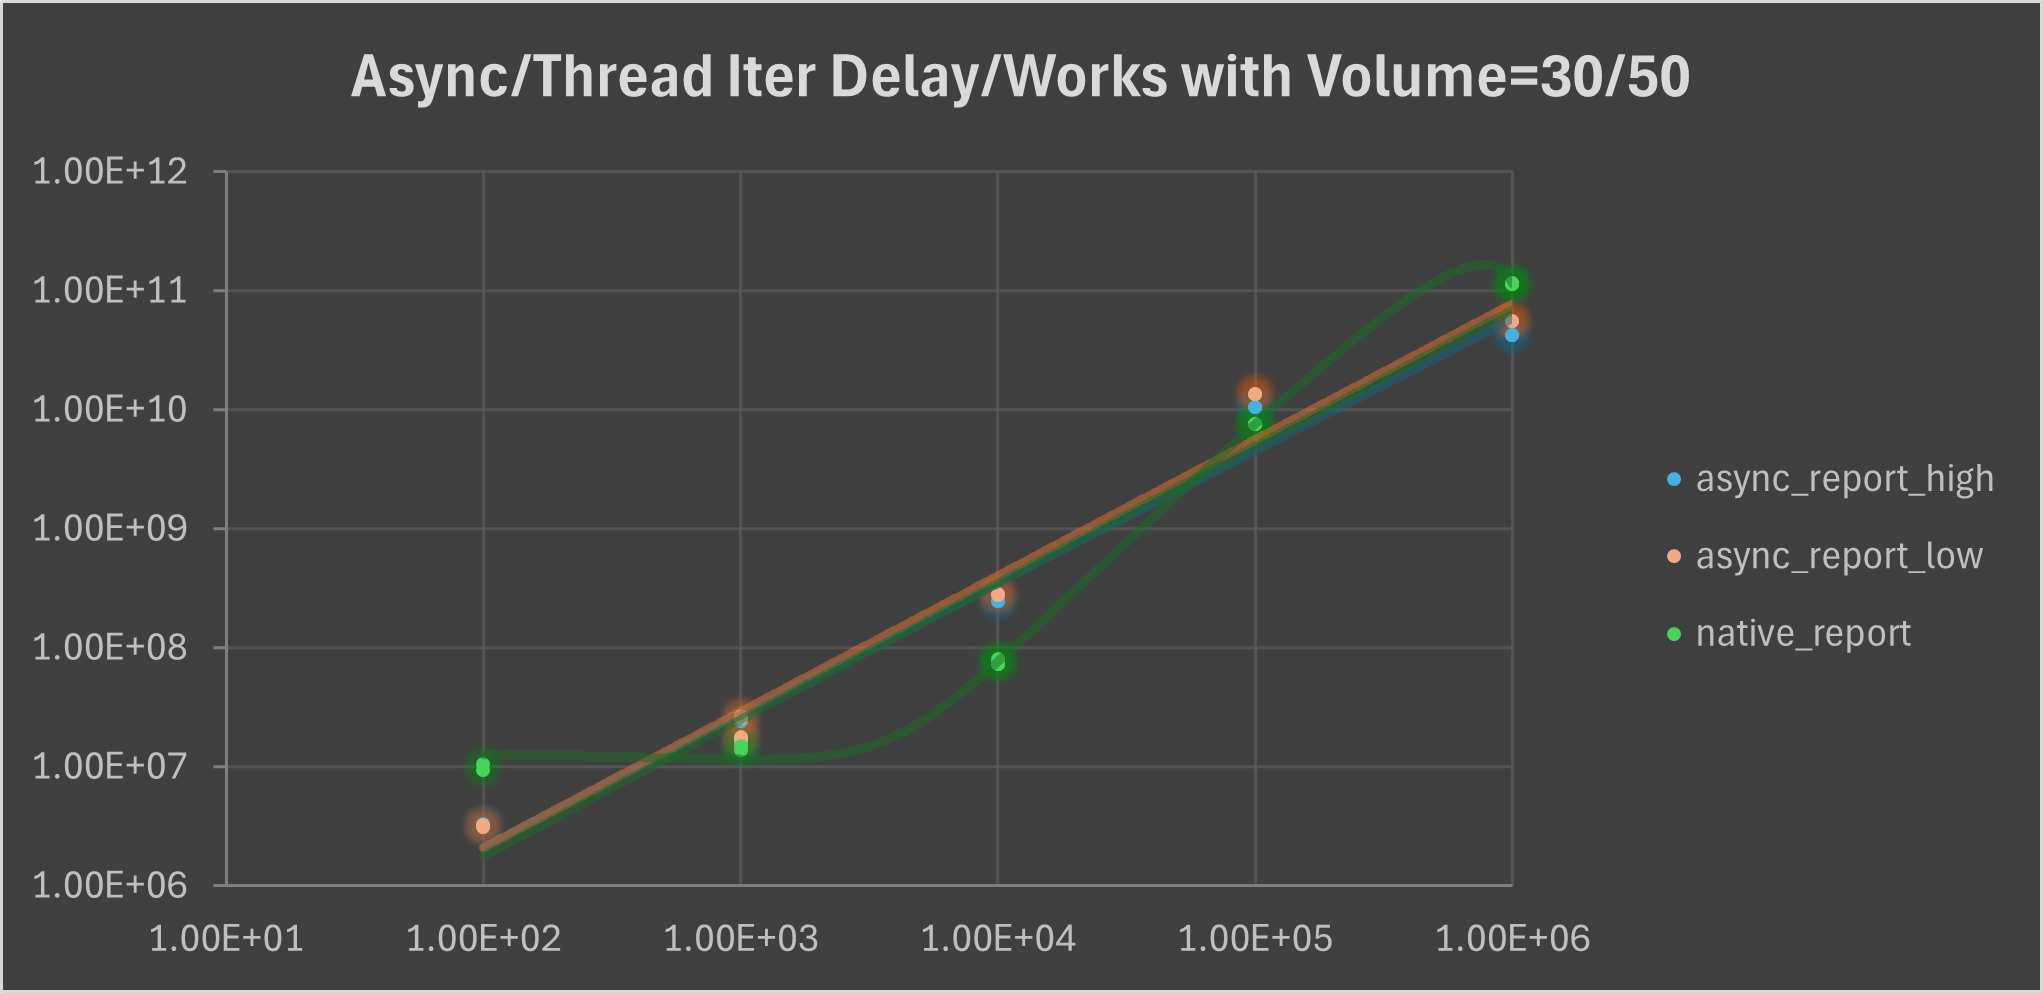 Async/Thread Iter Delay/Works with Volume=30/50
1.00E+12
1.00E+11
1.00E+10
1.00E+09
1.00E+08
1.00E+07
1.00E+06
1.00E+01 1.00E+02 1.00E+03 1.00E+04 1.00E+05 1.00E+06
async_report_high
async_report_low
native_report